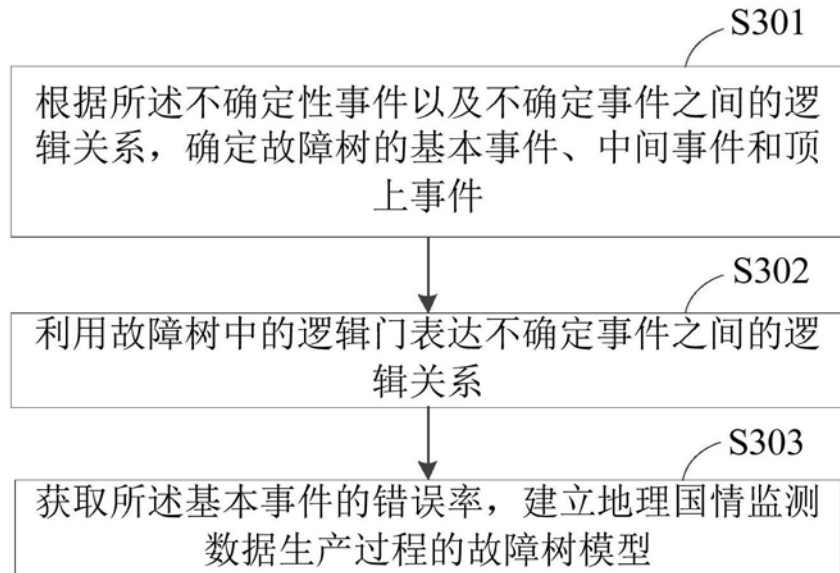 S301
根据所述不确定性事件以及不确定事件之间的逻
辑关系，确定故障树的基本事件、中间事件和顶
上事件
S302
利用故障树中的逻辑门表达不确定事件之间的逻
辑关系
S303
获取所述基本事件的错误率，建立地理国情监测
数据生产过程的故障树模型